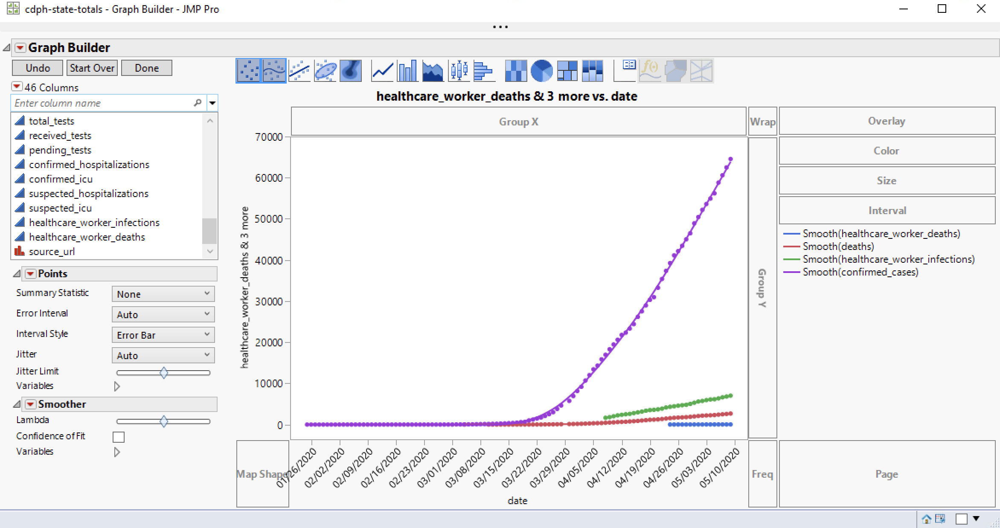 cdph-state-totals - Graph Builder - JMP Pro
Graph Builder
Undo
Start Over
Done
46 Columns
Enter column name
total_tests
received_tests
pending_tests
confirmed_hospitalizations
confirmed_icu
suspected_hospitalizations
suspected_icu
healthcare_worker_infections
healthcare_worker_deaths
source_url
Points
Summary Statistic
None
Error Interval
Auto
Interval Style
Error Bar
Jitter
Auto
Jitter Limit
Variables
Smoother
Lambda
Confidence of Fit
Variables
f(•)
healthcare_worker_deaths & 3 more vs. date
Group X
Wrap
Overlay
Color
Size
Interval
Smooth(healthcare_worker_deaths)
Smooth(deaths)
Smooth(healthcare_worker_infections)
Smooth(confirmed_cases)
Group Y
healthcare_worker_deaths & 3 more
70000
60000
50000
40000
30000
20000
10000
0
Map Shape
01/26/2020
02/02/2020
02/09/2020
02/16/2020
02/23/2020
03/01/2020
03/08/2020
03/15/2020
03/22/2020
03/29/2020
04/05/2020
04/12/2020
04/19/2020
04/26/2020
05/03/2020
05/10/2020
date
Freq
Page